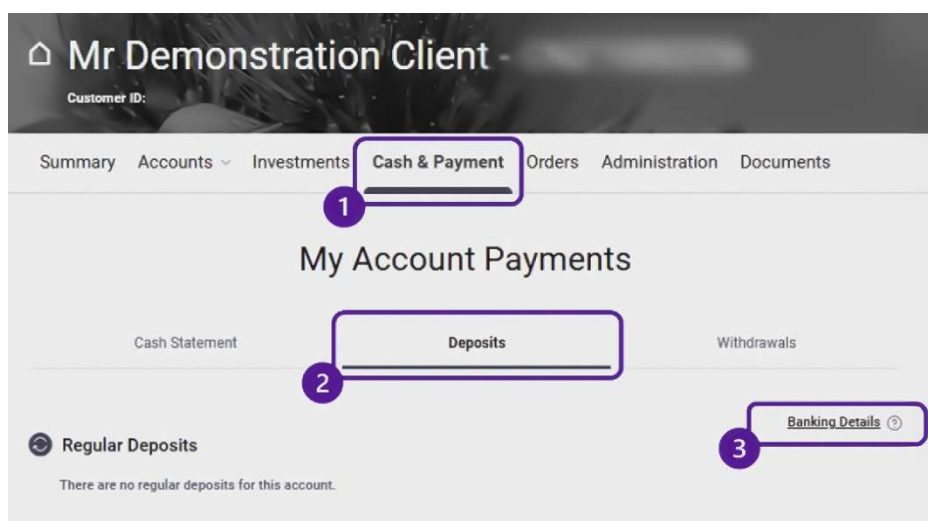 Mr Demonstration Client -
Customer ID:
Summary Accounts Investments Cash & Payment Orders Administration Documents
1
My Account Payments
Cash Statement Deposits Withdrawals
2
Banking Details ?
3
Regular Deposits
There are no regular deposits for this account.